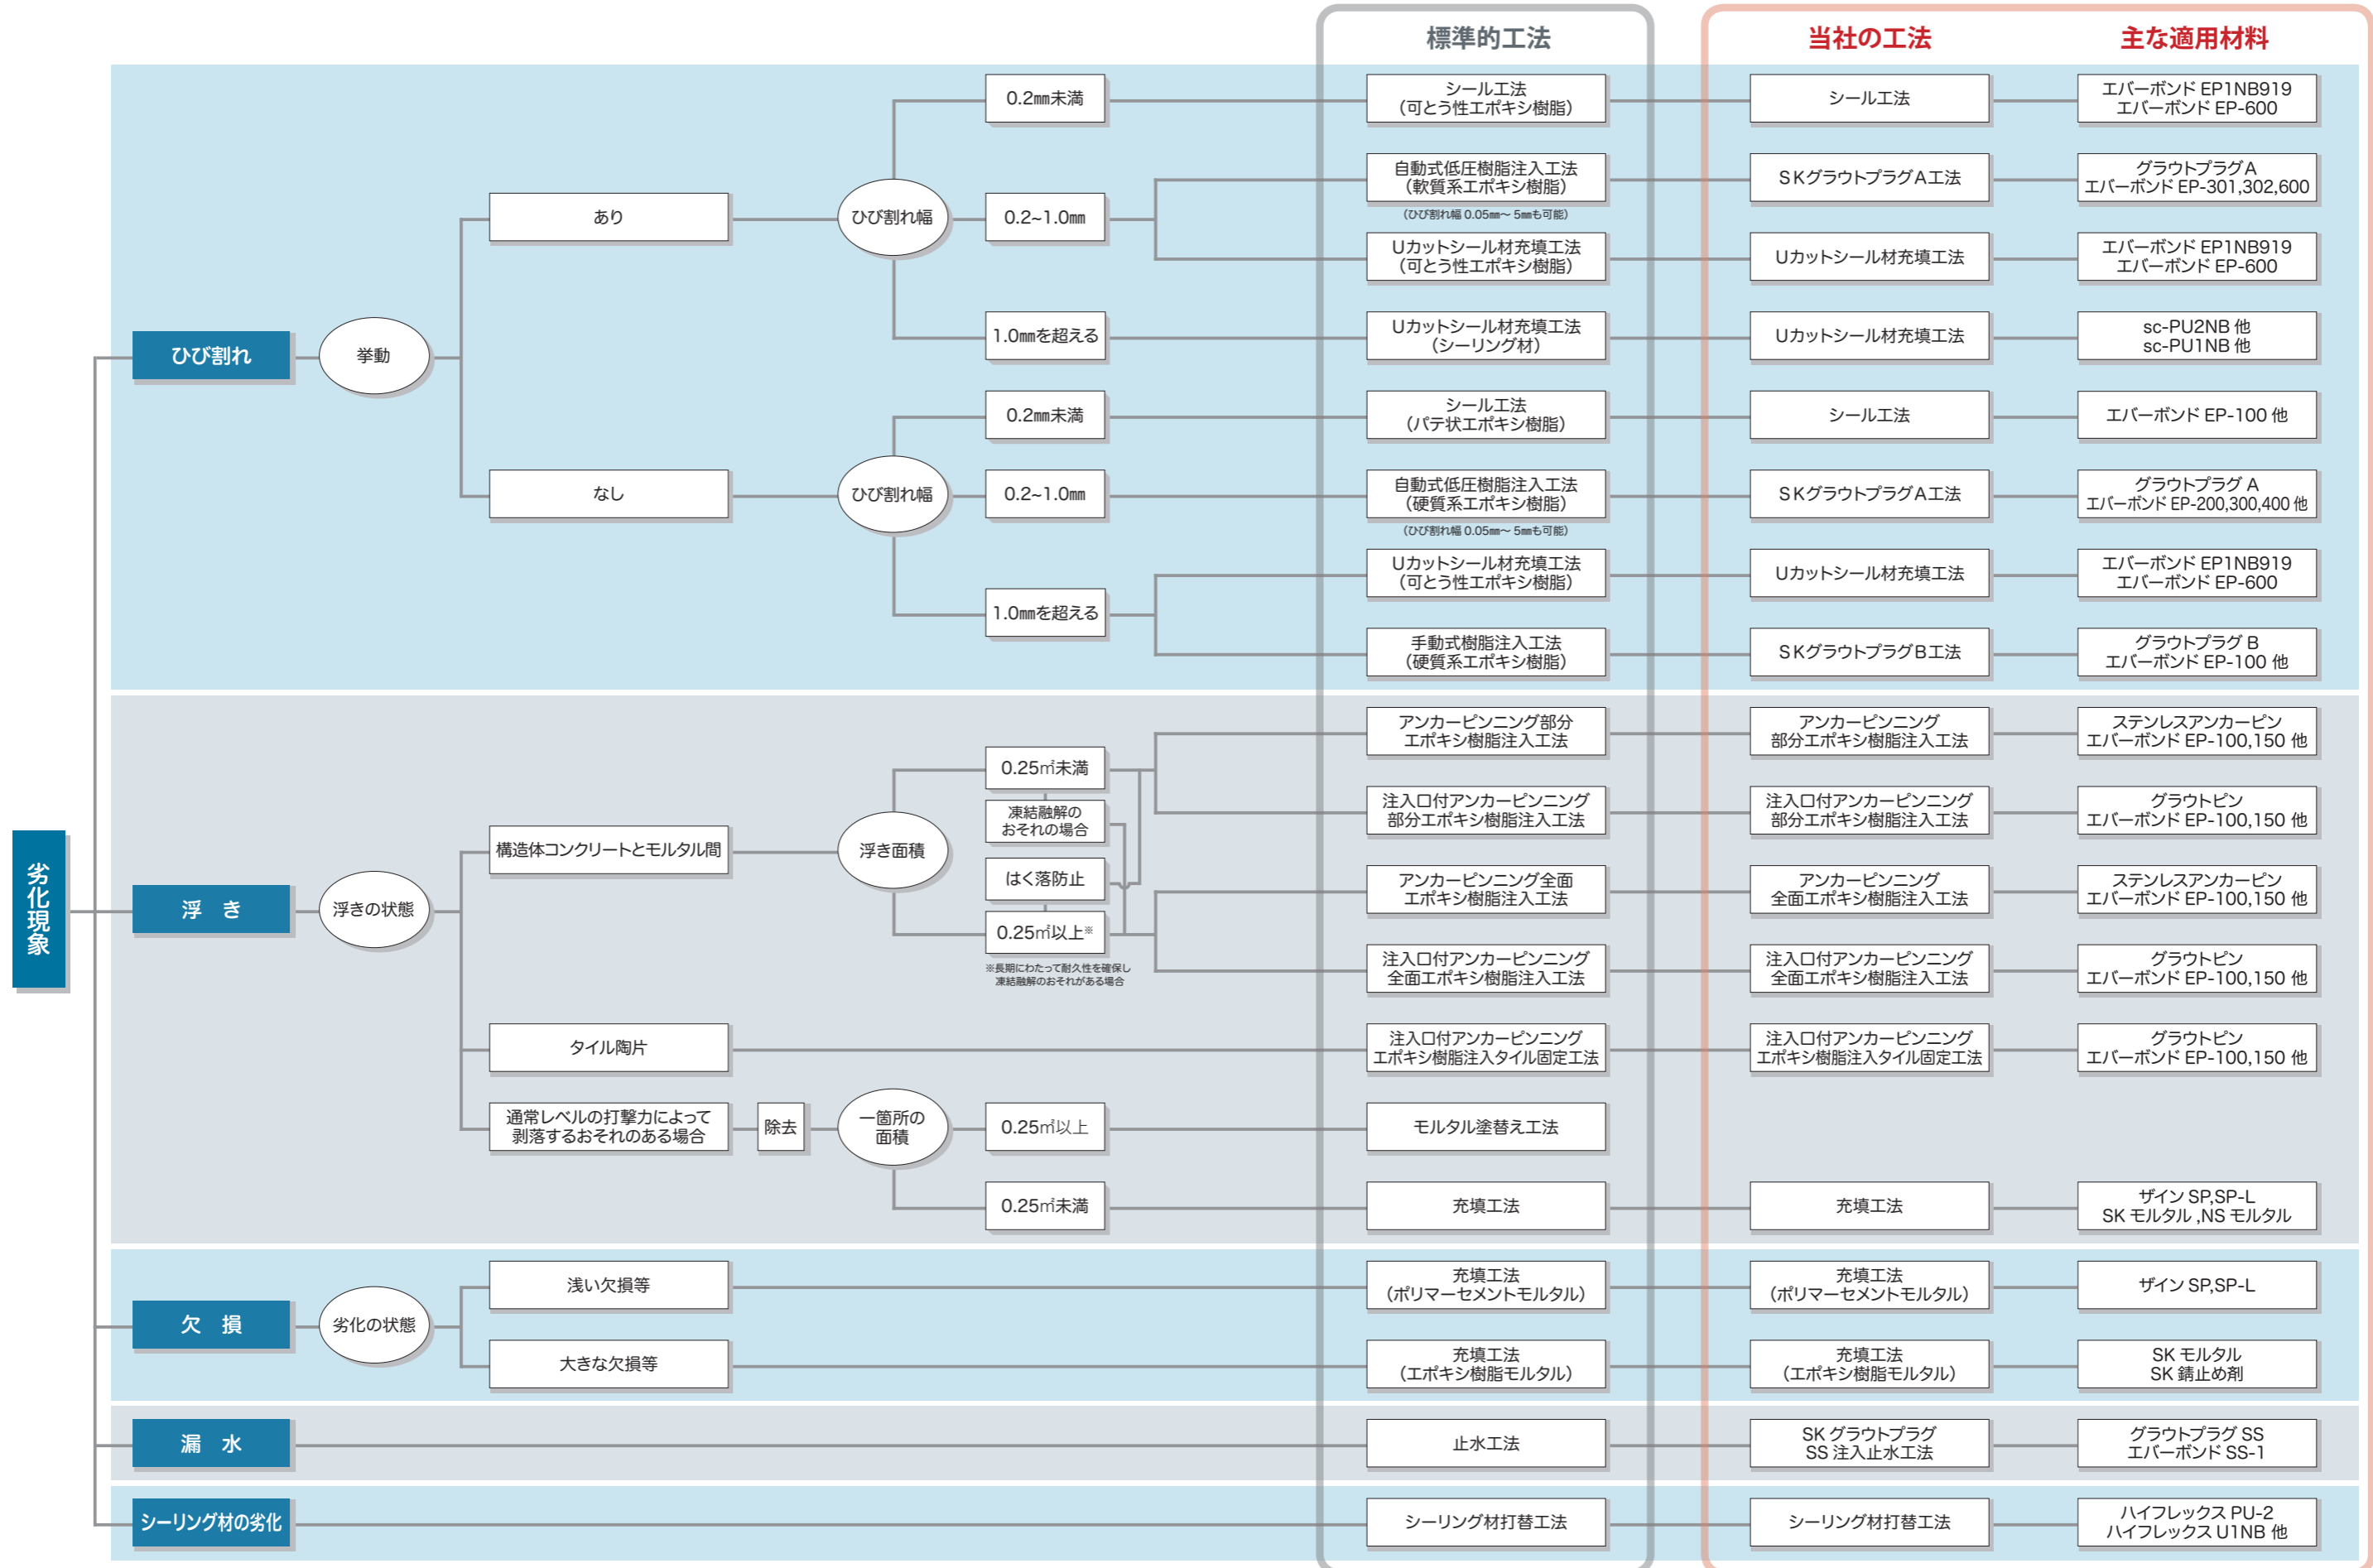 標準的工法
当社の工法
主な適用材料
劣化現象
ひび割れ
挙動
あり
ひび割れ幅
0.2㎜未満
シール工法
（可とう性エポキシ樹脂）
シール工法
エバーボンド EP1NB919
エバーボンド EP-600
0.2~1.0㎜
自動式低圧樹脂注入工法
（軟質系エポキシ樹脂）
（ひび割れ幅 0.05㎜～ 5㎜も可能）
SKグラウトプラグA工法
グラウトプラグA
エバーボンド EP-301,302,600
Uカットシール材充填工法
（可とう性エポキシ樹脂）
Uカットシール材充填工法
エバーボンド EP1NB919
エバーボンド EP-600
1.0㎜を超える
Uカットシール材充填工法
（シーリング材）
Uカットシール材充填工法
sc-PU2NB 他
sc-PU1NB 他
なし
ひび割れ幅
0.2㎜未満
シール工法
（パテ状エポキシ樹脂）
シール工法
エバーボンド EP-100 他
0.2~1.0㎜
自動式低圧樹脂注入工法
（硬質系エポキシ樹脂）
（ひび割れ幅 0.05㎜～ 5㎜も可能）
SKグラウトプラグA工法
グラウトプラグ A
エバーボンド EP-200,300,400 他
1.0㎜を超える
Uカットシール材充填工法
（可とう性エポキシ樹脂）
Uカットシール材充填工法
エバーボンド EP1NB919
エバーボンド EP-600
手動式樹脂注入工法
（硬質系エポキシ樹脂）
SKグラウトプラグB工法
グラウトプラグ B
エバーボンド EP-100 他
浮　き
浮きの状態
構造体コンクリートとモルタル間
浮き面積
0.25㎡未満
凍結融解の
おそれの場合
はく落防止
0.25㎡以上※
※長期にわたって耐久性を確保し
凍結融解のおそれがある場合
アンカーピンニング部分
エポキシ樹脂注入工法
アンカーピンニング
部分エポキシ樹脂注入工法
ステンレスアンカーピン
エバーボンド EP-100,150 他
注入口付アンカーピンニング
部分エポキシ樹脂注入工法
注入口付アンカーピンニング
部分エポキシ樹脂注入工法
グラウトピン
エバーボンド EP-100,150 他
アンカーピンニング全面
エポキシ樹脂注入工法
アンカーピンニング
全面エポキシ樹脂注入工法
ステンレスアンカーピン
エバーボンド EP-100,150 他
注入口付アンカーピンニング
全面エポキシ樹脂注入工法
注入口付アンカーピンニング
全面エポキシ樹脂注入工法
グラウトピン
エバーボンド EP-100,150 他
タイル陶片
注入口付アンカーピンニング
エポキシ樹脂注入タイル固定工法
注入口付アンカーピンニング
エポキシ樹脂注入タイル固定工法
グラウトピン
エバーボンド EP-100,150 他
通常レベルの打撃力によって
剥落するおそれのある場合
除去
一箇所の
面積
0.25㎡以上
モルタル塗替え工法
0.25㎡未満
充填工法
充填工法
ザイン SP,SP-L
SK モルタル ,NS モルタル
欠　損
劣化の状態
浅い欠損等
充填工法
（ポリマーセメントモルタル）
充填工法
（ポリマーセメントモルタル）
ザイン SP,SP-L
大きな欠損等
充填工法
（エポキシ樹脂モルタル）
充填工法
（エポキシ樹脂モルタル）
SK モルタル
SK 錆止め剤
漏　水
止水工法
SK グラウトプラグ
SS 注入止水工法
グラウトプラグ SS
エバーボンド SS-1
シーリング材の劣化
シーリング材打替工法
シーリング材打替工法
ハイフレックス PU-2
ハイフレックス U1NB 他